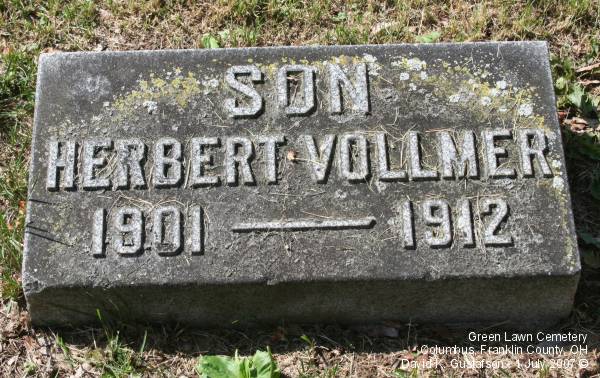 SON
HERBERT VOLLMER
1901 — 1912
Green Lawn Cemetery
Columbus, Franklin County, OH
David K. Gustafson - 1 July 2007 ©